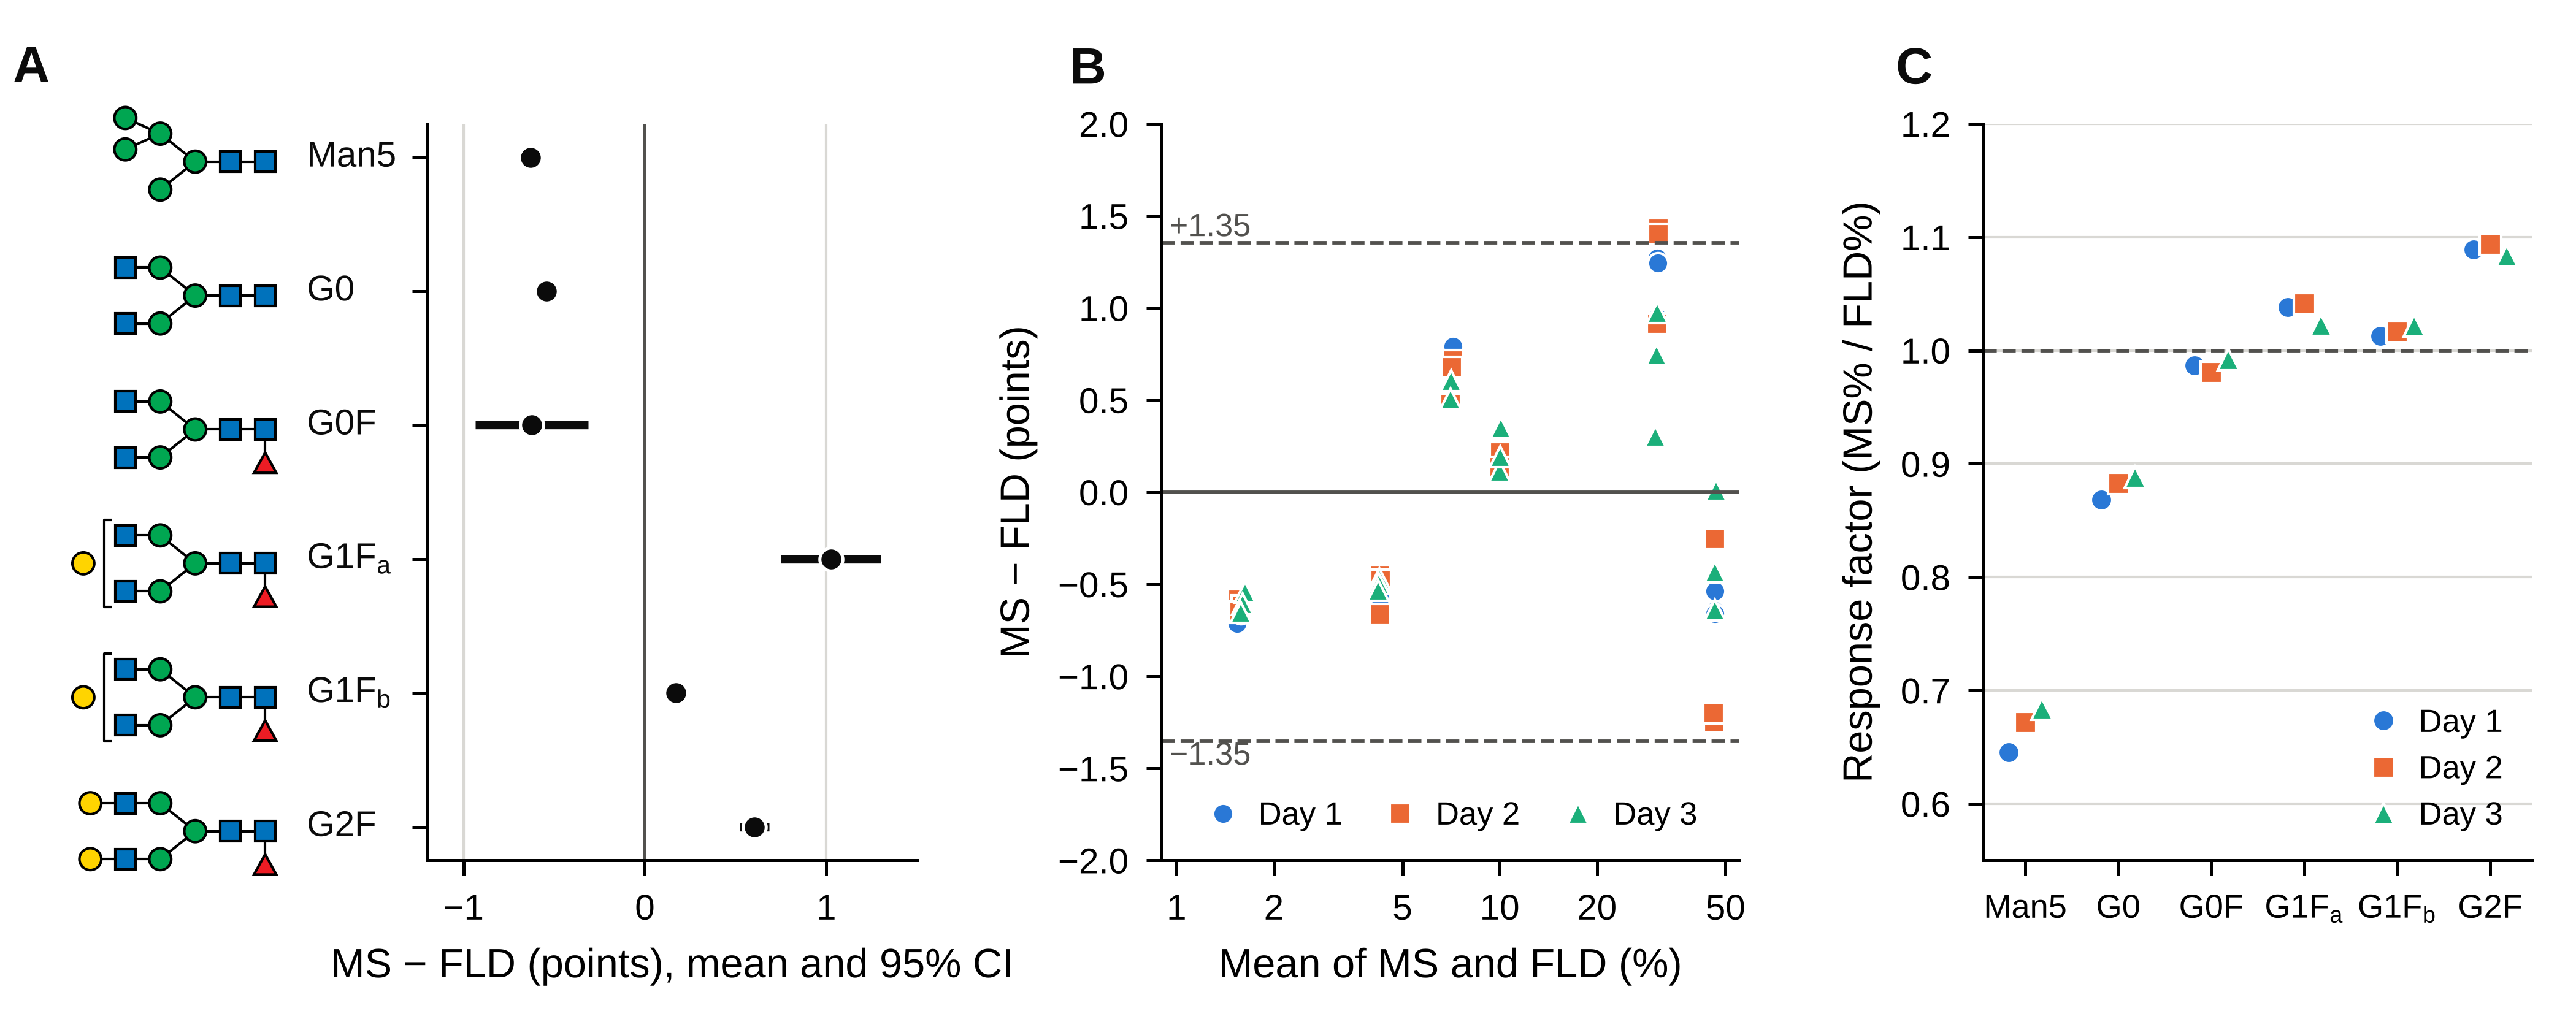 A
Man5
G0
G0F
G1Fa
G1Fb
G2F
−1 0 1
MS − FLD (points), mean and 95% CI
B
MS − FLD (points)
2.0
1.5
1.0
0.5
0.0
−0.5
−1.0
−1.5
−2.0
+1.35
−1.35
Day 1 Day 2 Day 3
1 2 5 10 20 50
Mean of MS and FLD (%)
C
Response factor (MS% / FLD%)
1.2
1.1
1.0
0.9
0.8
0.7
0.6
Day 1
Day 2
Day 3
Man5 G0 G0F G1Fa G1Fb G2F